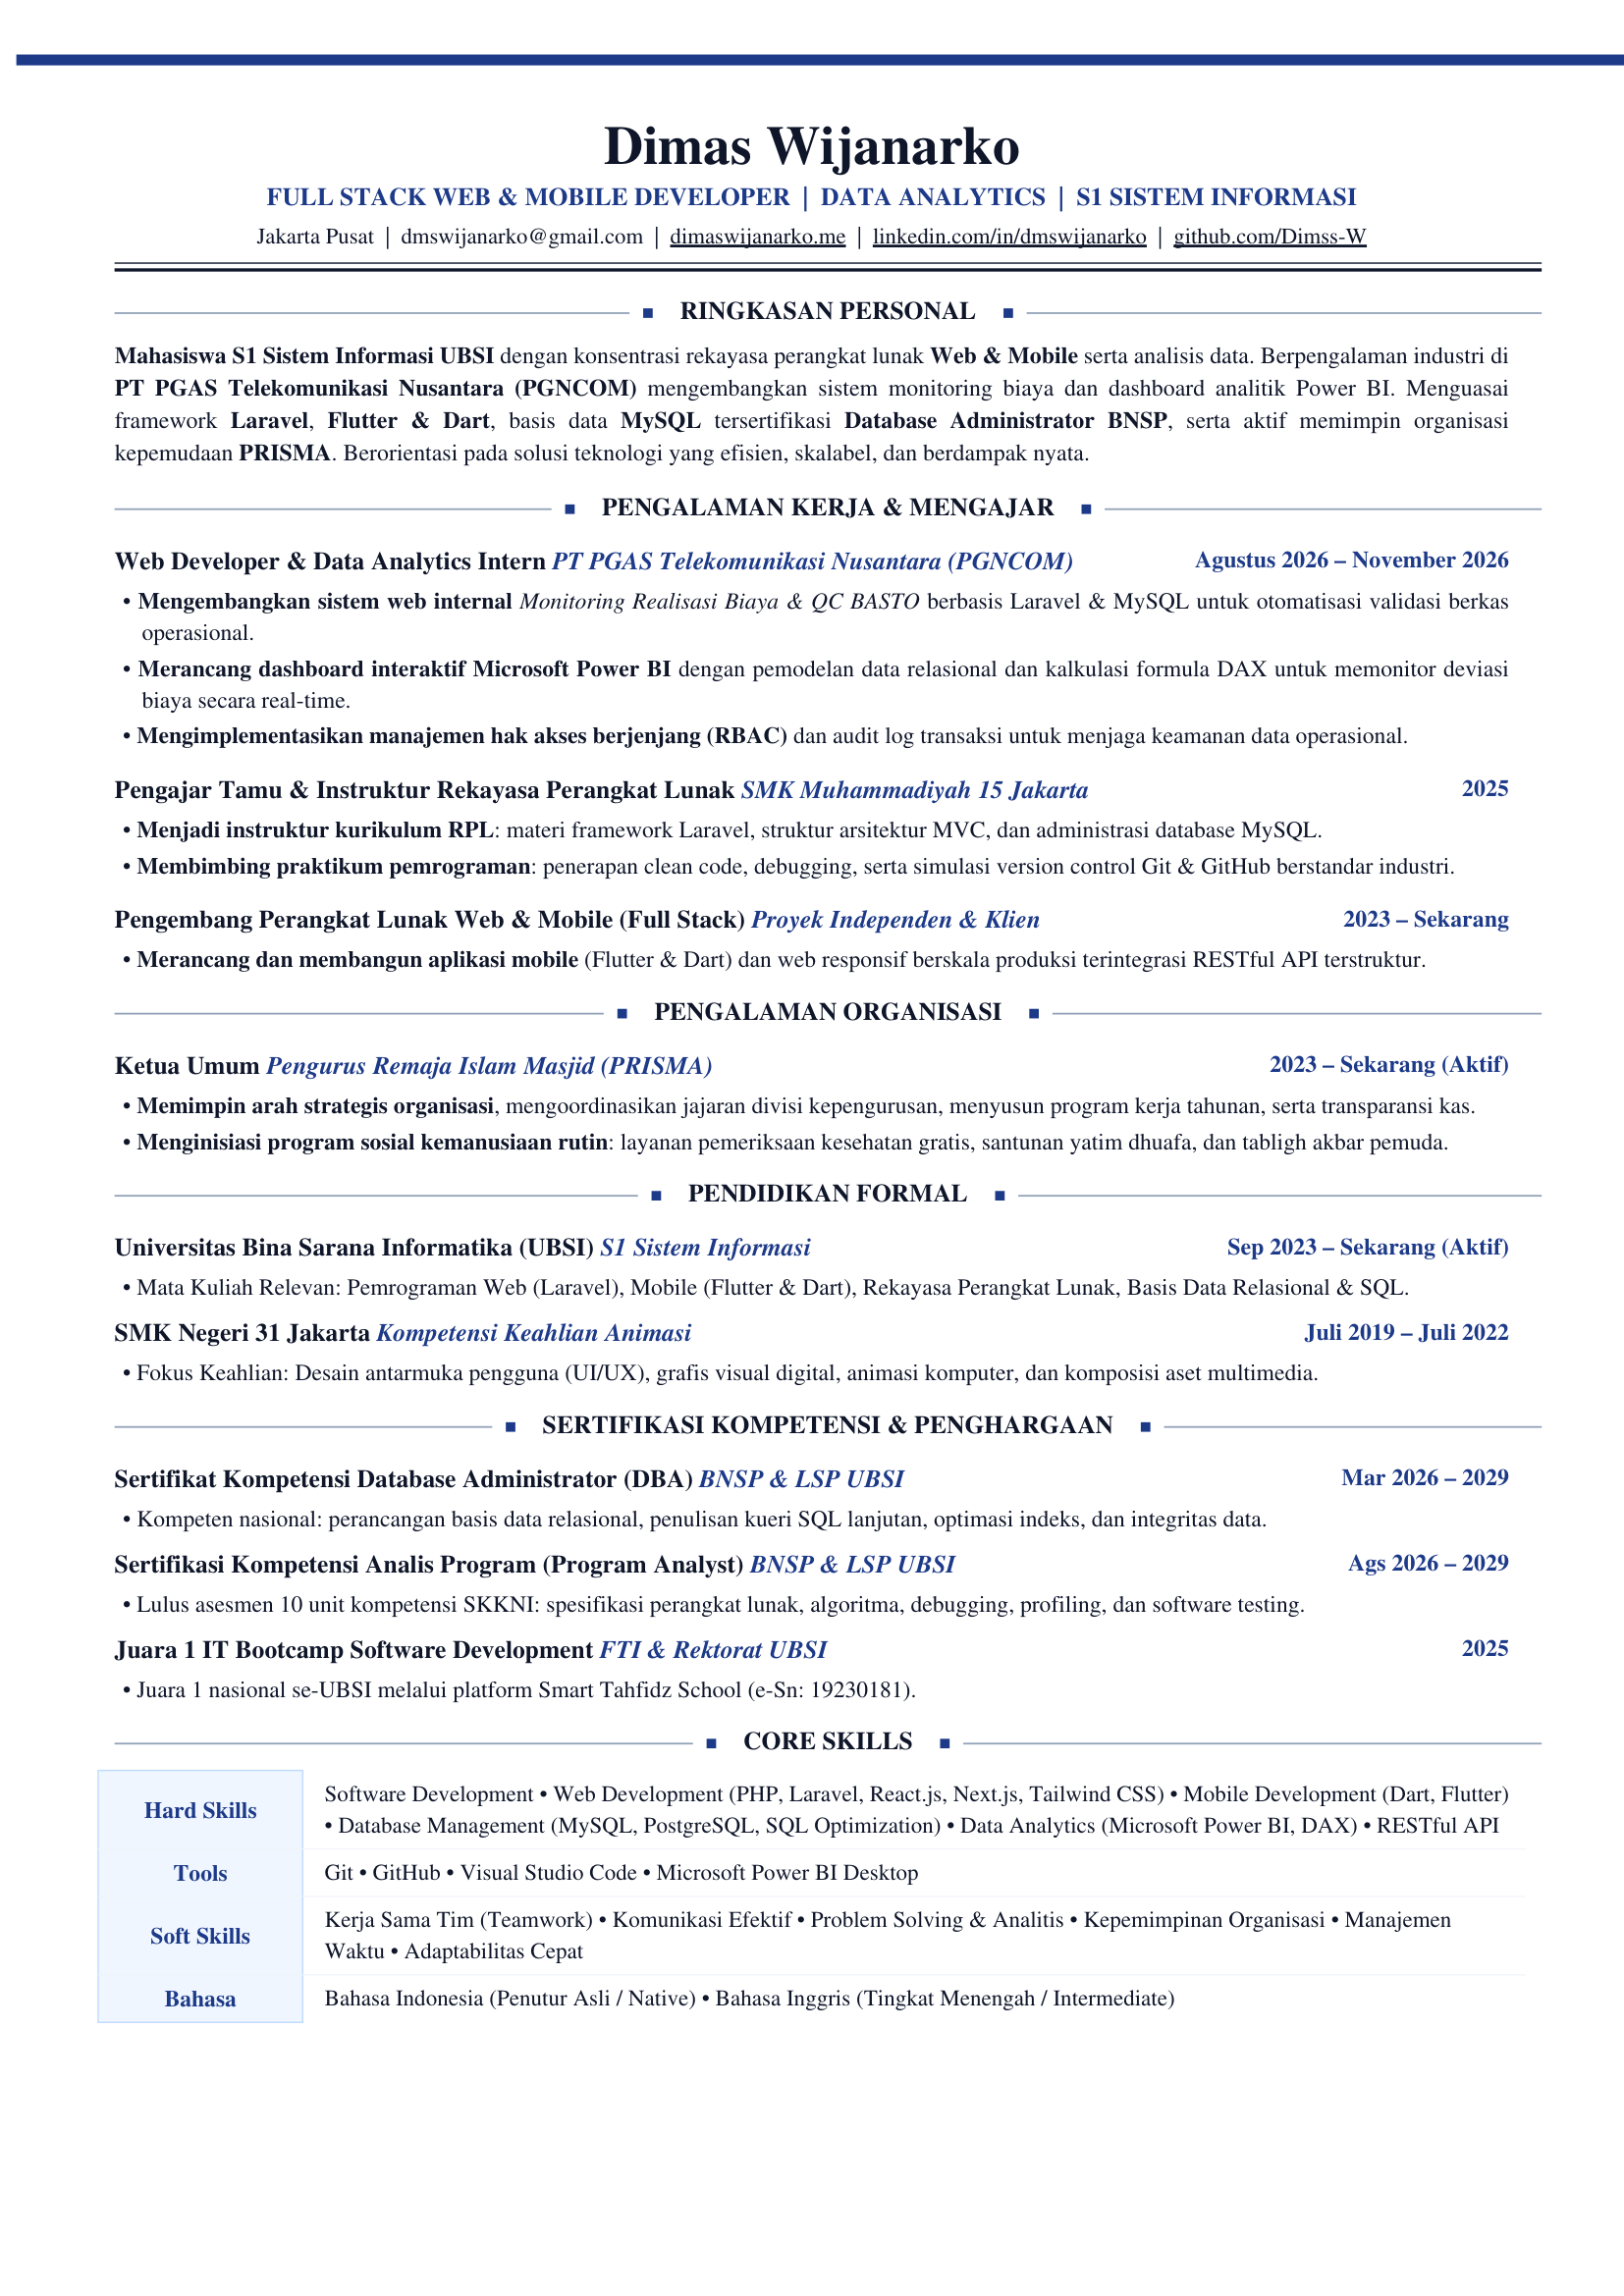 Dimas Wijanarko
FULL STACK WEB & MOBILE DEVELOPER | DATA ANALYTICS | S1 SISTEM INFORMASI
Jakarta Pusat | dmswijanarko@gmail.com | dimaswijanarko.me | linkedin.com/in/dmswijanarko | github.com/Dimss-W
RINGKASAN PERSONAL
Mahasiswa S1 Sistem Informasi UBSI dengan konsentrasi rekayasa perangkat lunak Web & Mobile serta analisis data. Berpengalaman industri di
PT PGAS Telekomunikasi Nusantara (PGNCOM) mengembangkan sistem monitoring biaya dan dashboard analitik Power BI. Menguasai
framework Laravel, Flutter & Dart, basis data MySQL tersertifikasi Database Administrator BNSP, serta aktif memimpin organisasi
kepemudaan PRISMA. Berorientasi pada solusi teknologi yang efisien, skalabel, dan berdampak nyata.
PENGALAMAN KERJA & MENGAJAR
Web Developer & Data Analytics Intern PT PGAS Telekomunikasi Nusantara (PGNCOM) Agustus 2026 – November 2026
• Mengembangkan sistem web internal Monitoring Realisasi Biaya & QC BASTO berbasis Laravel & MySQL untuk otomatisasi validasi berkas
operasional.
• Merancang dashboard interaktif Microsoft Power BI dengan pemodelan data relasional dan kalkulasi formula DAX untuk memonitor deviasi
biaya secara real-time.
• Mengimplementasikan manajemen hak akses berjenjang (RBAC) dan audit log transaksi untuk menjaga keamanan data operasional.
Pengajar Tamu & Instruktur Rekayasa Perangkat Lunak SMK Muhammadiyah 15 Jakarta 2025
• Menjadi instruktur kurikulum RPL: materi framework Laravel, struktur arsitektur MVC, dan administrasi database MySQL.
• Membimbing praktikum pemrograman: penerapan clean code, debugging, serta simulasi version control Git & GitHub berstandar industri.
Pengembang Perangkat Lunak Web & Mobile (Full Stack) Proyek Independen & Klien 2023 – Sekarang
• Merancang dan membangun aplikasi mobile (Flutter & Dart) dan web responsif berskala produksi terintegrasi RESTful API terstruktur.
PENGALAMAN ORGANISASI
Ketua Umum Pengurus Remaja Islam Masjid (PRISMA) 2023 – Sekarang (Aktif)
• Memimpin arah strategis organisasi, mengoordinasikan jajaran divisi kepengurusan, menyusun program kerja tahunan, serta transparansi kas.
• Menginisiasi program sosial kemanusiaan rutin: layanan pemeriksaan kesehatan gratis, santunan yatim dhuafa, dan tabligh akbar pemuda.
PENDIDIKAN FORMAL
Universitas Bina Sarana Informatika (UBSI) S1 Sistem Informasi Sep 2023 – Sekarang (Aktif)
• Mata Kuliah Relevan: Pemrograman Web (Laravel), Mobile (Flutter & Dart), Rekayasa Perangkat Lunak, Basis Data Relasional & SQL.
SMK Negeri 31 Jakarta Kompetensi Keahlian Animasi Juli 2019 – Juli 2022
• Fokus Keahlian: Desain antarmuka pengguna (UI/UX), grafis visual digital, animasi komputer, dan komposisi aset multimedia.
SERTIFIKASI KOMPETENSI & PENGHARGAAN
Sertifikat Kompetensi Database Administrator (DBA) BNSP & LSP UBSI Mar 2026 – 2029
• Kompeten nasional: perancangan basis data relasional, penulisan kueri SQL lanjutan, optimasi indeks, dan integritas data.
Sertifikasi Kompetensi Analis Program (Program Analyst) BNSP & LSP UBSI Ags 2026 – 2029
• Lulus asesmen 10 unit kompetensi SKKNI: spesifikasi perangkat lunak, algoritma, debugging, profiling, dan software testing.
Juara 1 IT Bootcamp Software Development FTI & Rektorat UBSI 2025
• Juara 1 nasional se-UBSI melalui platform Smart Tahfidz School (e-Sn: 19230181).
CORE SKILLS
Hard Skills
Software Development • Web Development (PHP, Laravel, React.js, Next.js, Tailwind CSS) • Mobile Development (Dart, Flutter)
• Database Management (MySQL, PostgreSQL, SQL Optimization) • Data Analytics (Microsoft Power BI, DAX) • RESTful API
Tools Git • GitHub • Visual Studio Code • Microsoft Power BI Desktop
Soft Skills
Kerja Sama Tim (Teamwork) • Komunikasi Efektif • Problem Solving & Analitis • Kepemimpinan Organisasi • Manajemen
Waktu • Adaptabilitas Cepat
Bahasa Bahasa Indonesia (Penutur Asli / Native) • Bahasa Inggris (Tingkat Menengah / Intermediate)